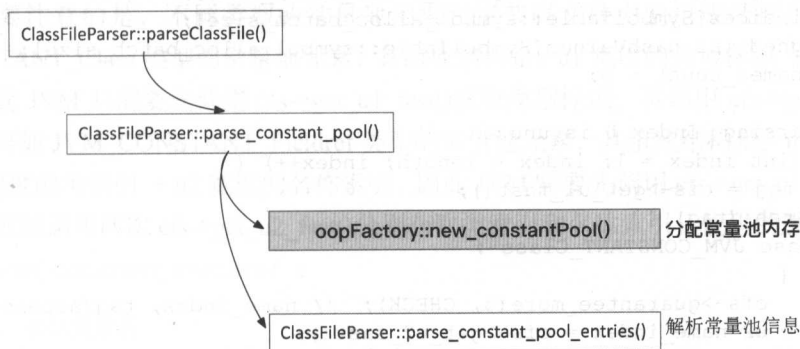 ClassFileParser::parseClassFile()
ClassFileParser::parse_constant_pool()
oopFactory::new_constantPool() 分配常量池内存
ClassFileParser::parse_constant_pool_entries() 解析常量池信息